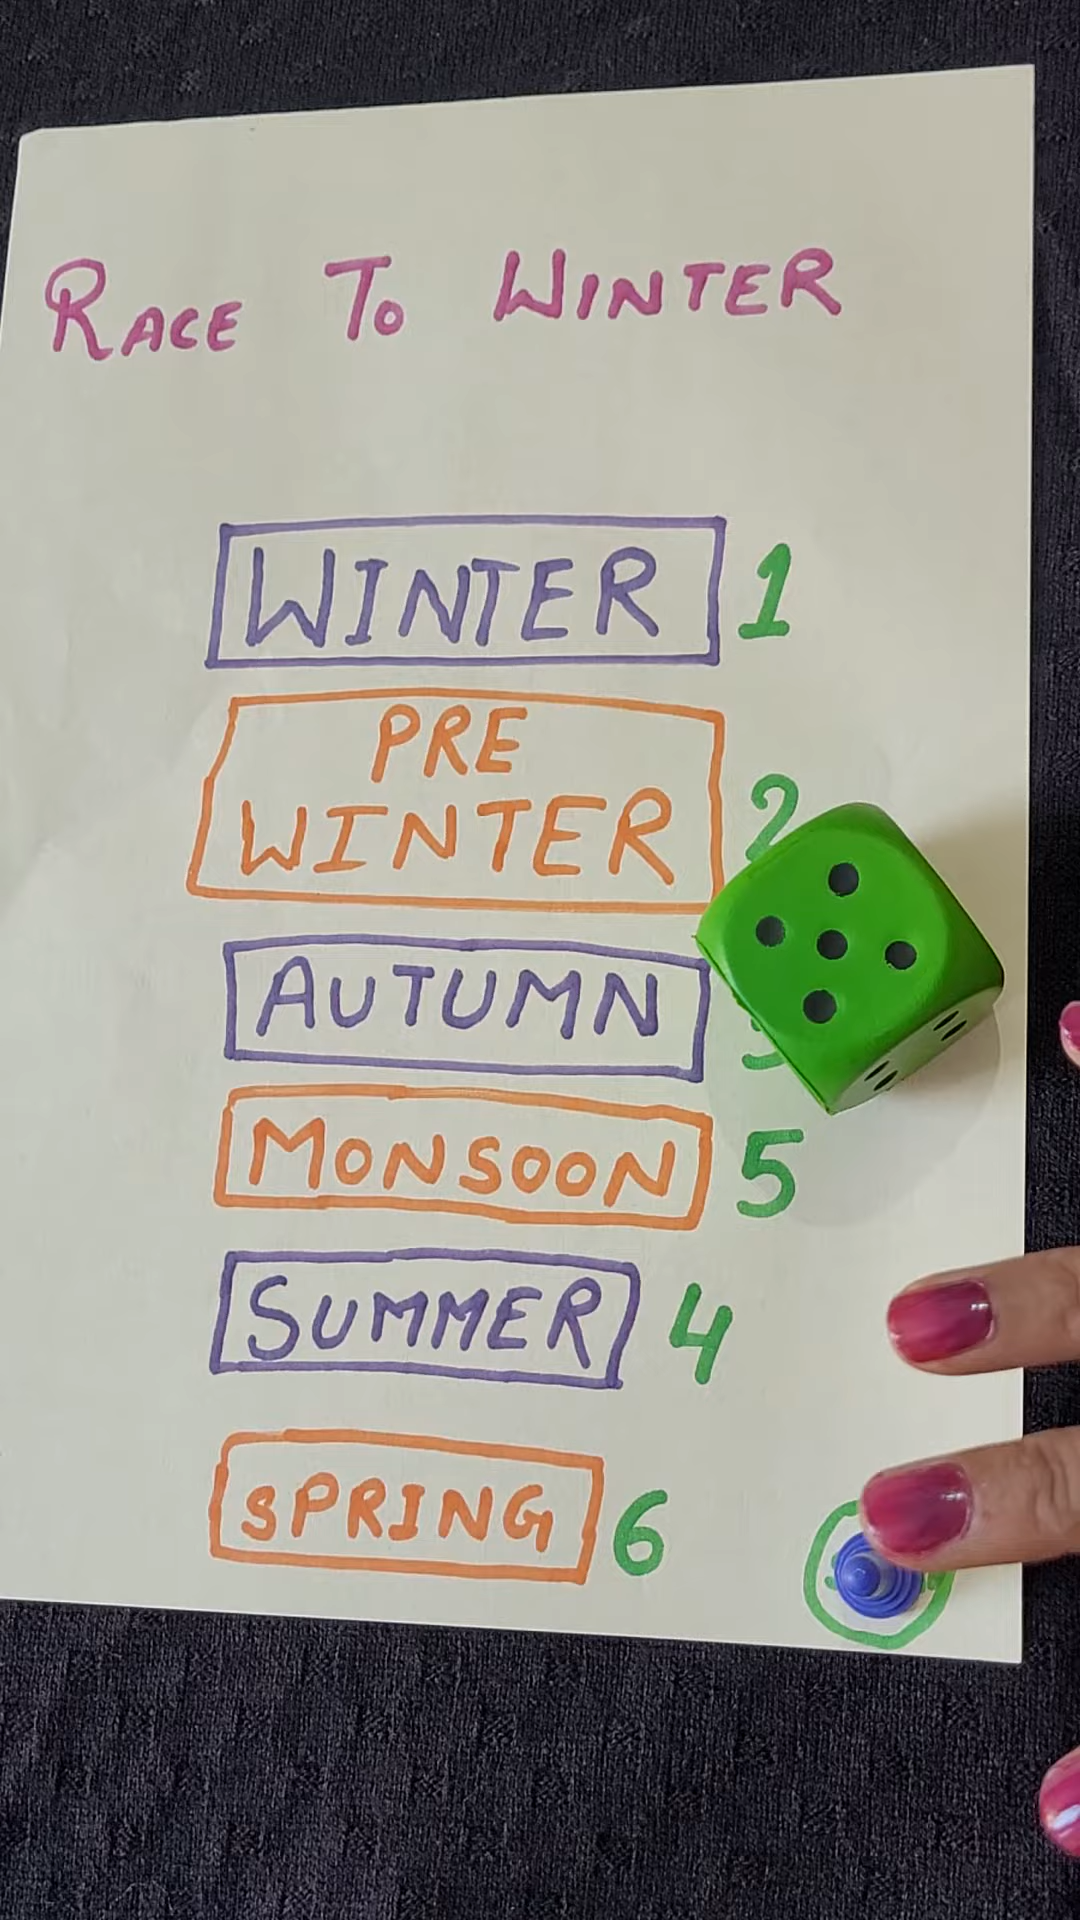 RACE TO WINTER
WINTER 1
PRE
WINTER 2
AUTUMN
MONSOON 5
SUMMER 4
SPRING 6